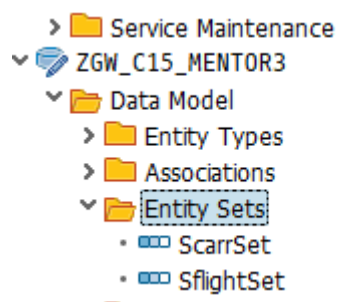 Service Maintenance
ZGW_C15_MENTOR3
Data Model
Entity Types
Associations
Entity Sets
ScarrSet
SflightSet